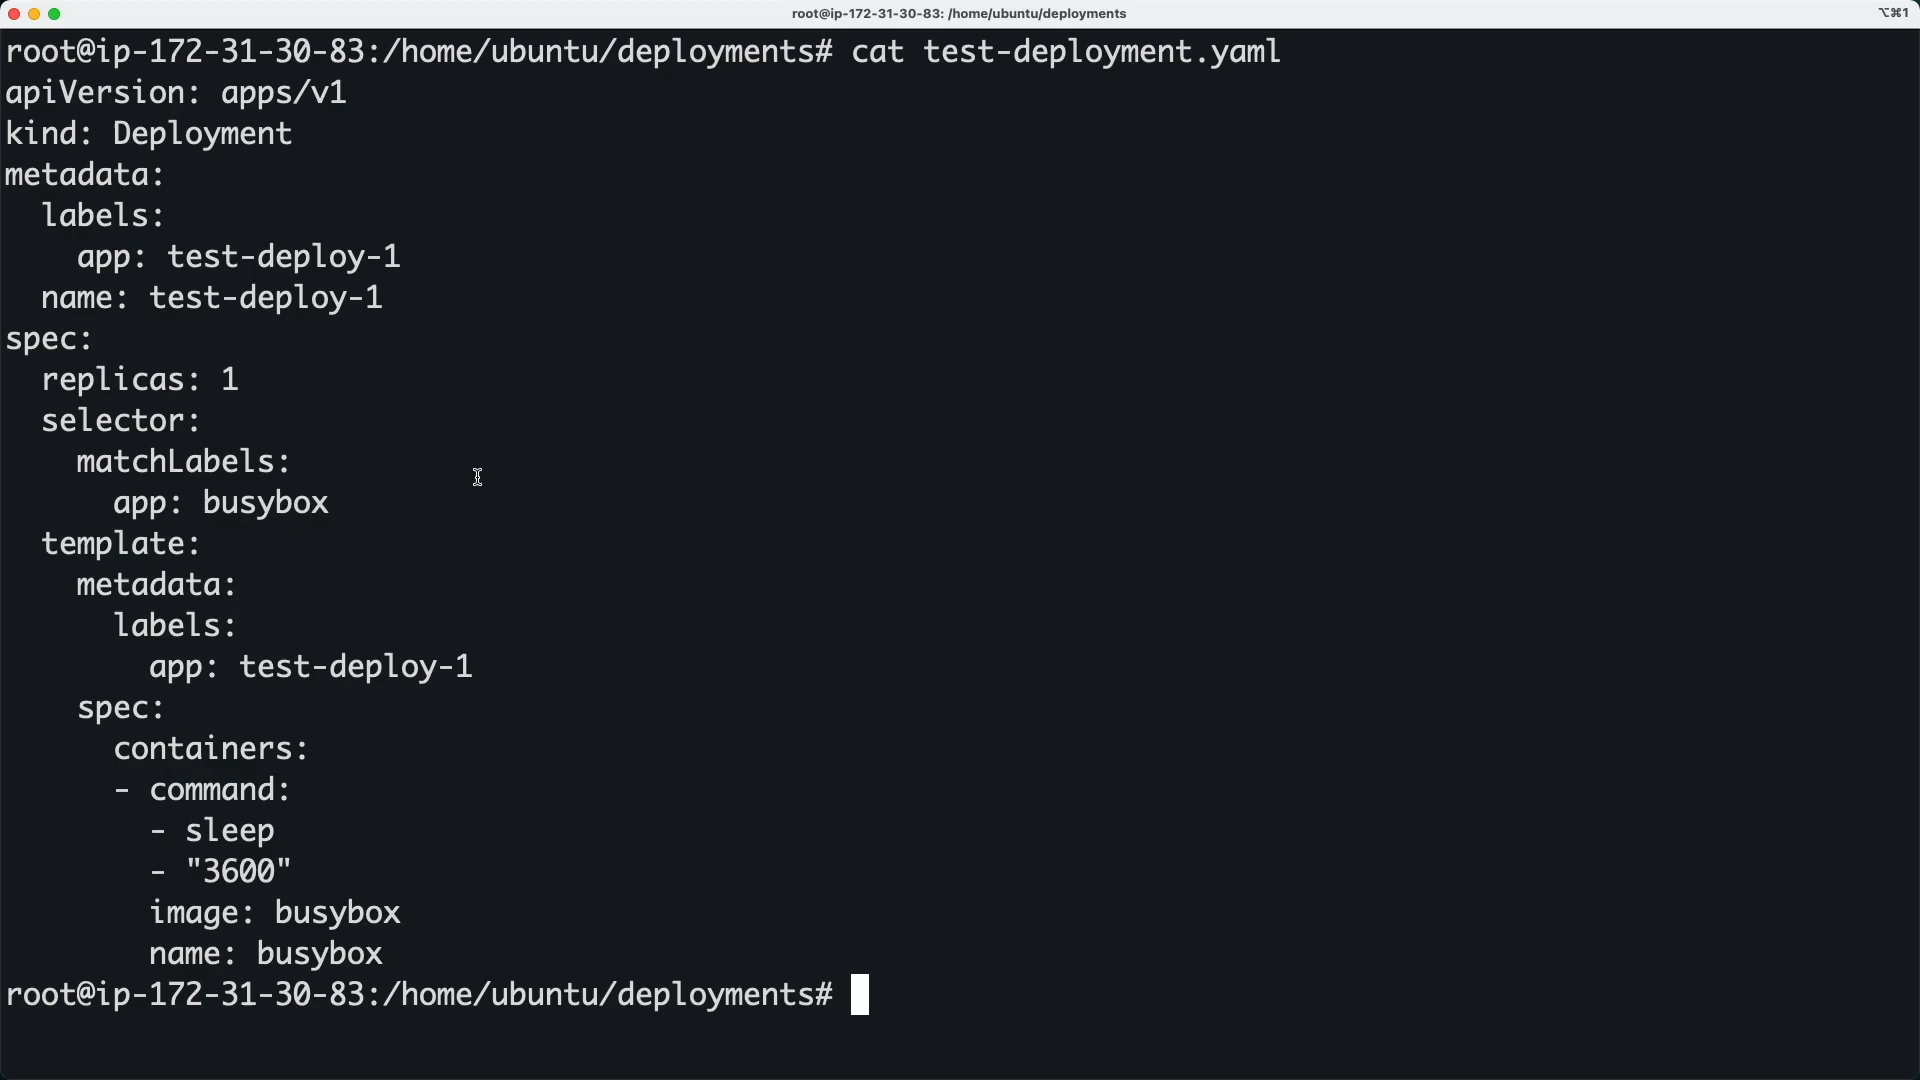 root@ip-172-31-30-83: /home/ubuntu/deployments
⌥⌘1
root@ip-172-31-30-83:/home/ubuntu/deployments# cat test-deployment.yaml
apiVersion: apps/v1
kind: Deployment
metadata:
  labels:
    app: test-deploy-1
  name: test-deploy-1
spec:
  replicas: 1
  selector:
    matchLabels:
      app: busybox
  template:
    metadata:
      labels:
        app: test-deploy-1
    spec:
      containers:
      - command:
        - sleep
        - "3600"
        image: busybox
        name: busybox
root@ip-172-31-30-83:/home/ubuntu/deployments#